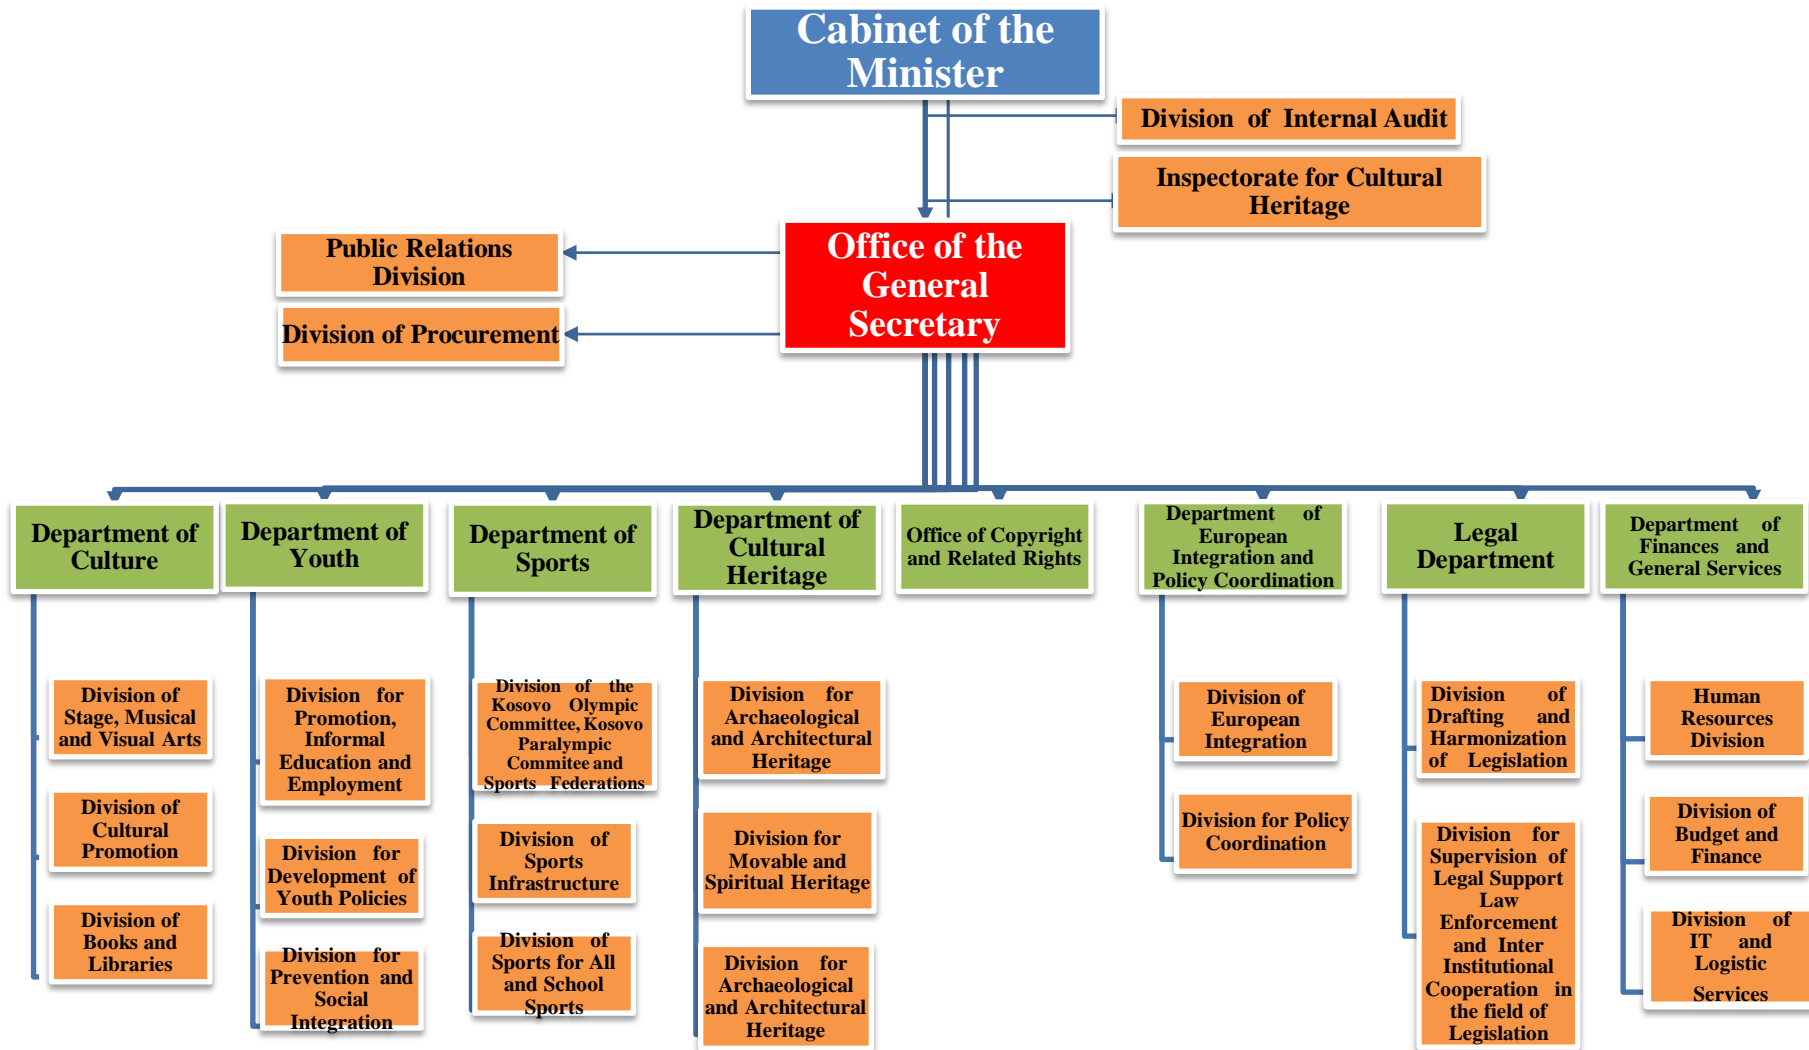 Cabinet of the
Minister
Division of Internal Audit
Inspectorate for Cultural
Heritage
Public Relations
Division
Division of Procurement
Office of the
General
Secretary
Department of
Culture
Department of
Youth
Department of
Sports
Department of
Cultural
Heritage
Office of Copyright
and Related Rights
Department of
European
Integration and
Policy Coordination
Legal
Department
Department of
Finances and
General Services
Division of
Stage, Musical
and Visual Arts
Division of
Cultural
Promotion
Division of
Books and
Libraries
Division for
Promotion,
Informal
Education and
Employment
Division for
Development of
Youth Policies
Division for
Prevention and
Social
Integration
Division of the
Kosovo Olympic
Committee, Kosovo
Paralympic
Commitee and
Sports Federations
Division of
Sports
Infrastructure
Division of
Sports for All
and School
Sports
Division for
Archaeological
and Architectural
Heritage
Division for
Movable and
Spiritual Heritage
Division for
Archaeological
and Architectural
Heritage
Division of
European
Integration
Division for Policy
Coordination
Division of
Drafting and
Harmonization
of Legislation
Division for
Supervision of
Legal Support
Law
Enforcement
and Inter
Institutional
Cooperation in
the field of
Legislation
Human
Resources
Division
Division of
Budget and
Finance
Division of
IT and
Logistic
Services